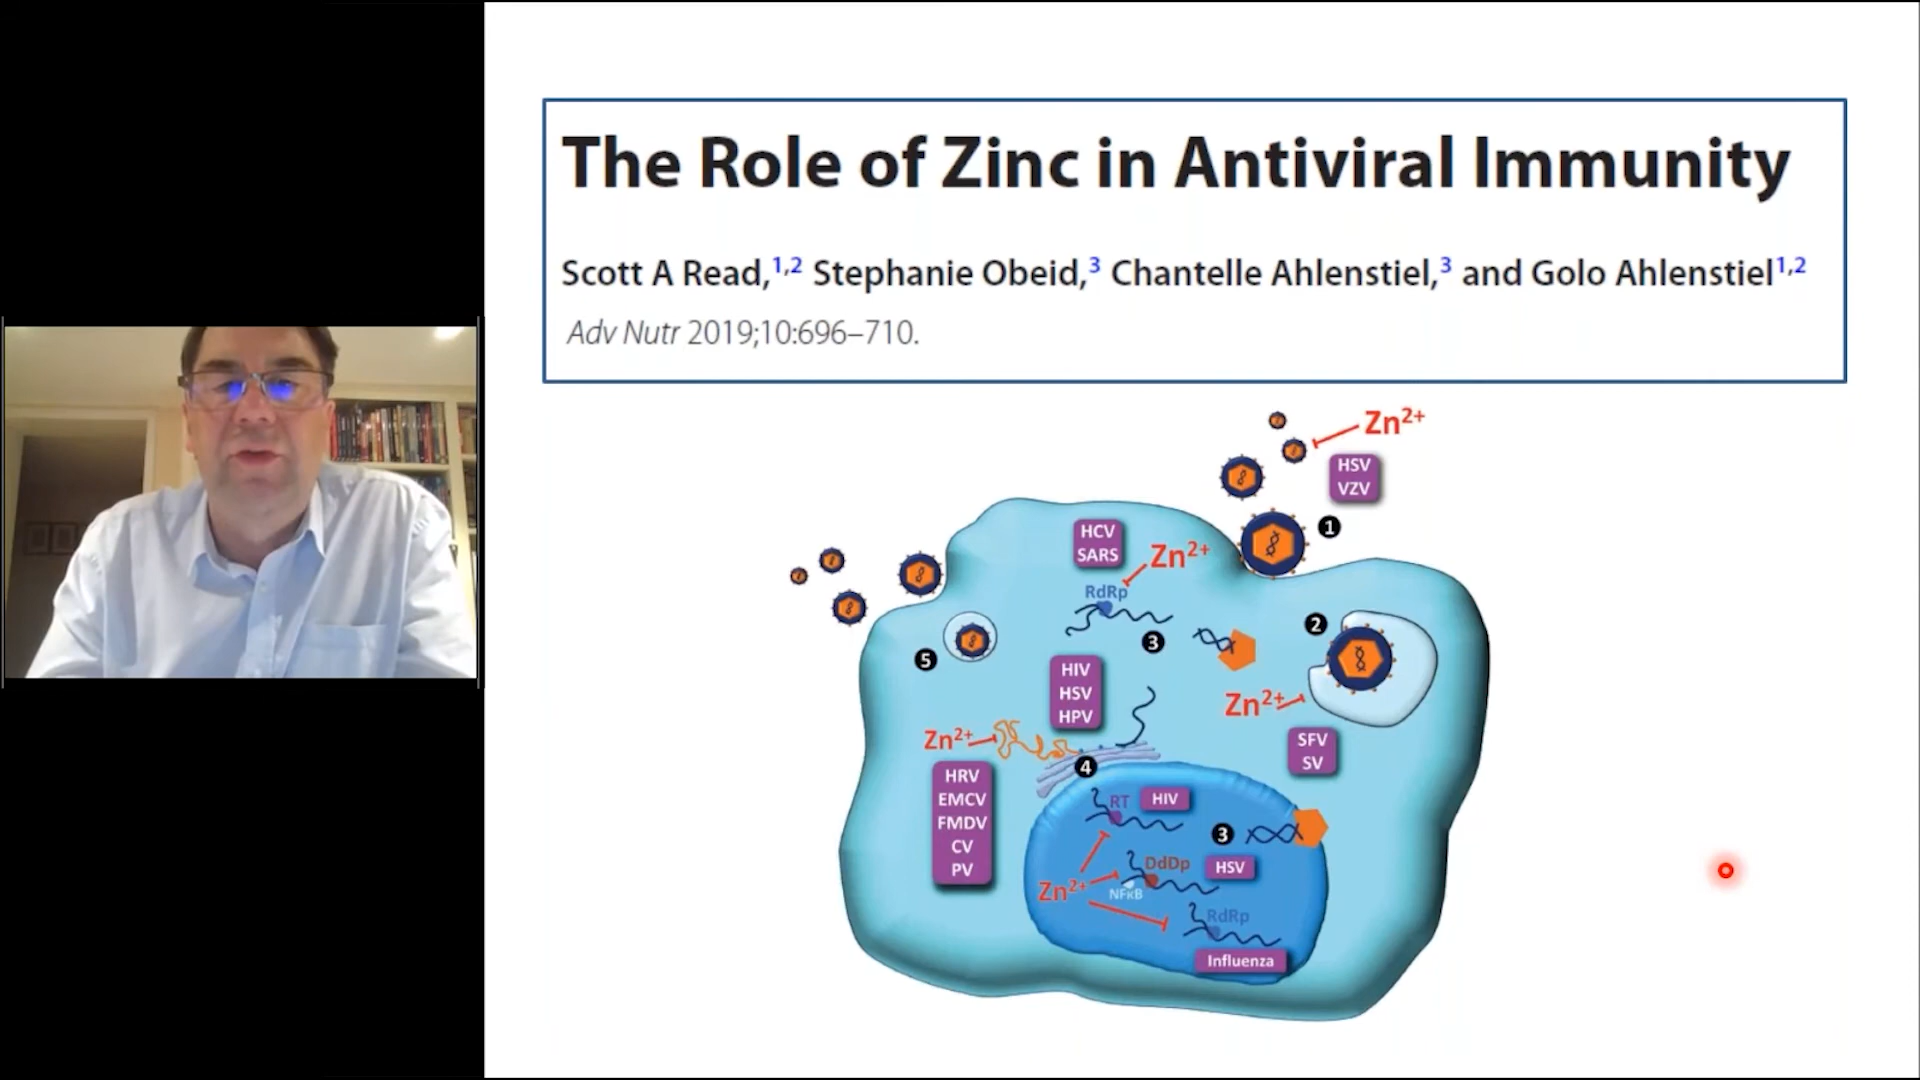 The Role of Zinc in Antiviral Immunity
Scott A Read,1,2 Stephanie Obeid,3 Chantelle Ahlenstiel,3 and Golo Ahlenstiel1,2
Adv Nutr 2019;10:696–710.
Zn2+
HSV
VZV
1
HCV
SARS
Zn2+
RdRp
3
2
5
Zn2+
SFV
SV
HIV
HSV
HPV
Zn2+
4
HRV
EMCV
FMDV
CV
PV
RT
HIV
3
DdDp
HSV
Zn2+
NFκB
RdRp
Influenza